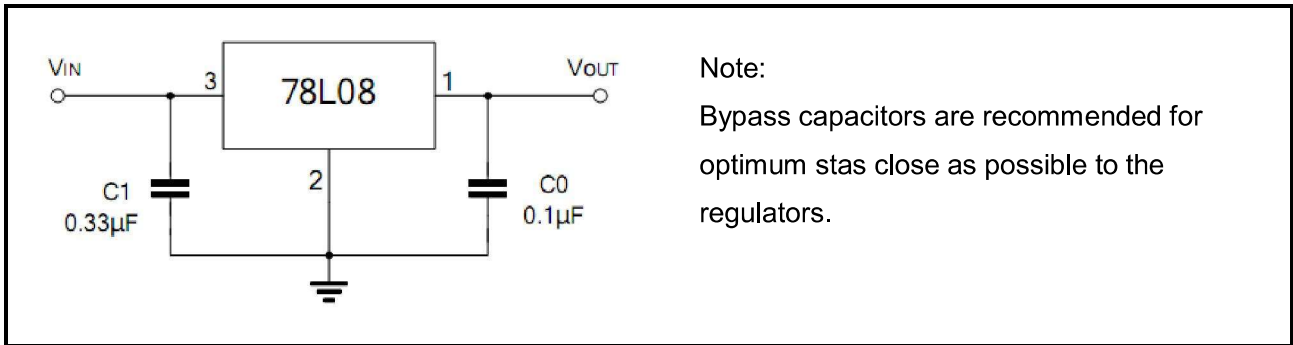 VIN
3
78L08
1
VOUT
2
C1
0.33µF
C0
0.1µF
Note:
Bypass capacitors are recommended for
optimum stas close as possible to the
regulators.